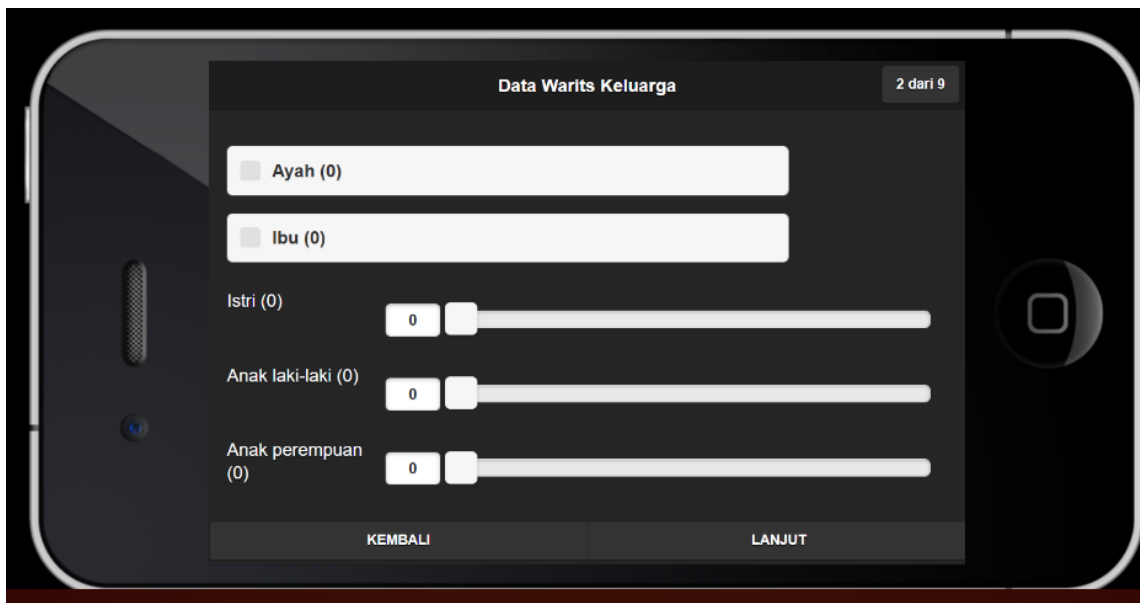 Data Warits Keluarga
2 dari 9
Ayah (0)
Ibu (0)
Istri (0)
0
Anak laki-laki (0)
0
Anak perempuan
(0)
0
KEMBALI
LANJUT